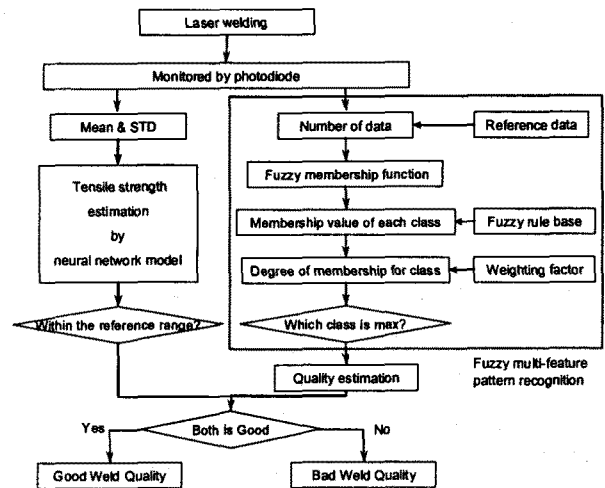 Laser welding
Monitored by photodiode
Mean & STD
Number of data
Reference data
Fuzzy membership function
Tensile strength
estimation
by
neural network model
Membership value of each class
Fuzzy rule base
Degree of membership for class
Weighting factor
Within the reference range?
Which class is max?
Quality estimation
Fuzzy multi-feature
pattern recognition
Yes
Both is Good
No
Good Weld Quality
Bad Weld Quality